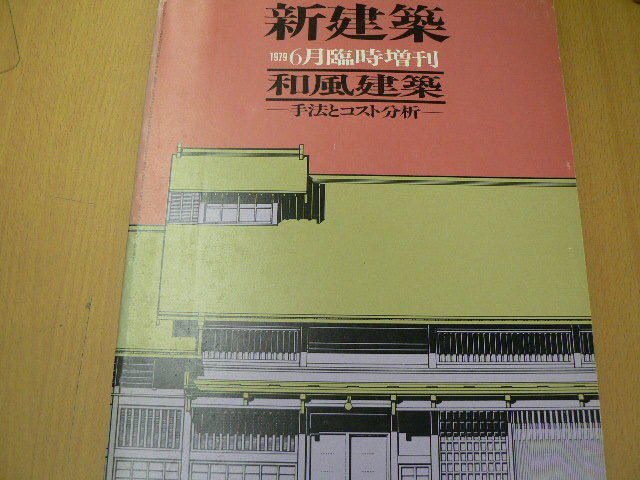 新建築
1979 6月臨時増刊
和風建築
—手法とコスト分析—